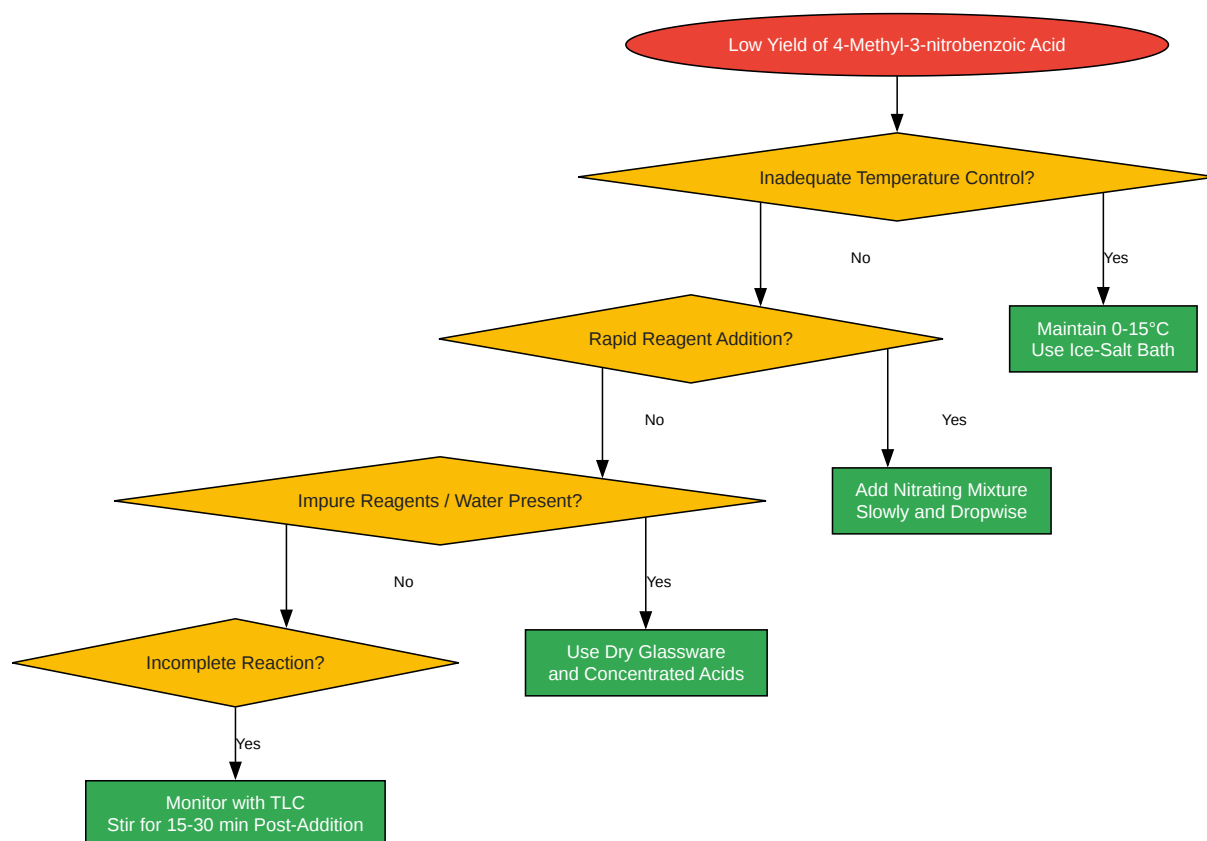 Low Yield of 4-Methyl-3-nitrobenzoic Acid
Inadequate Temperature Control?
No
Yes
Rapid Reagent Addition?
Maintain 0-15°C
Use Ice-Salt Bath
No
Yes
Impure Reagents / Water Present?
Add Nitrating Mixture
Slowly and Dropwise
No
Yes
Incomplete Reaction?
Use Dry Glassware
and Concentrated Acids
Yes
Monitor with TLC
Stir for 15-30 min Post-Addition